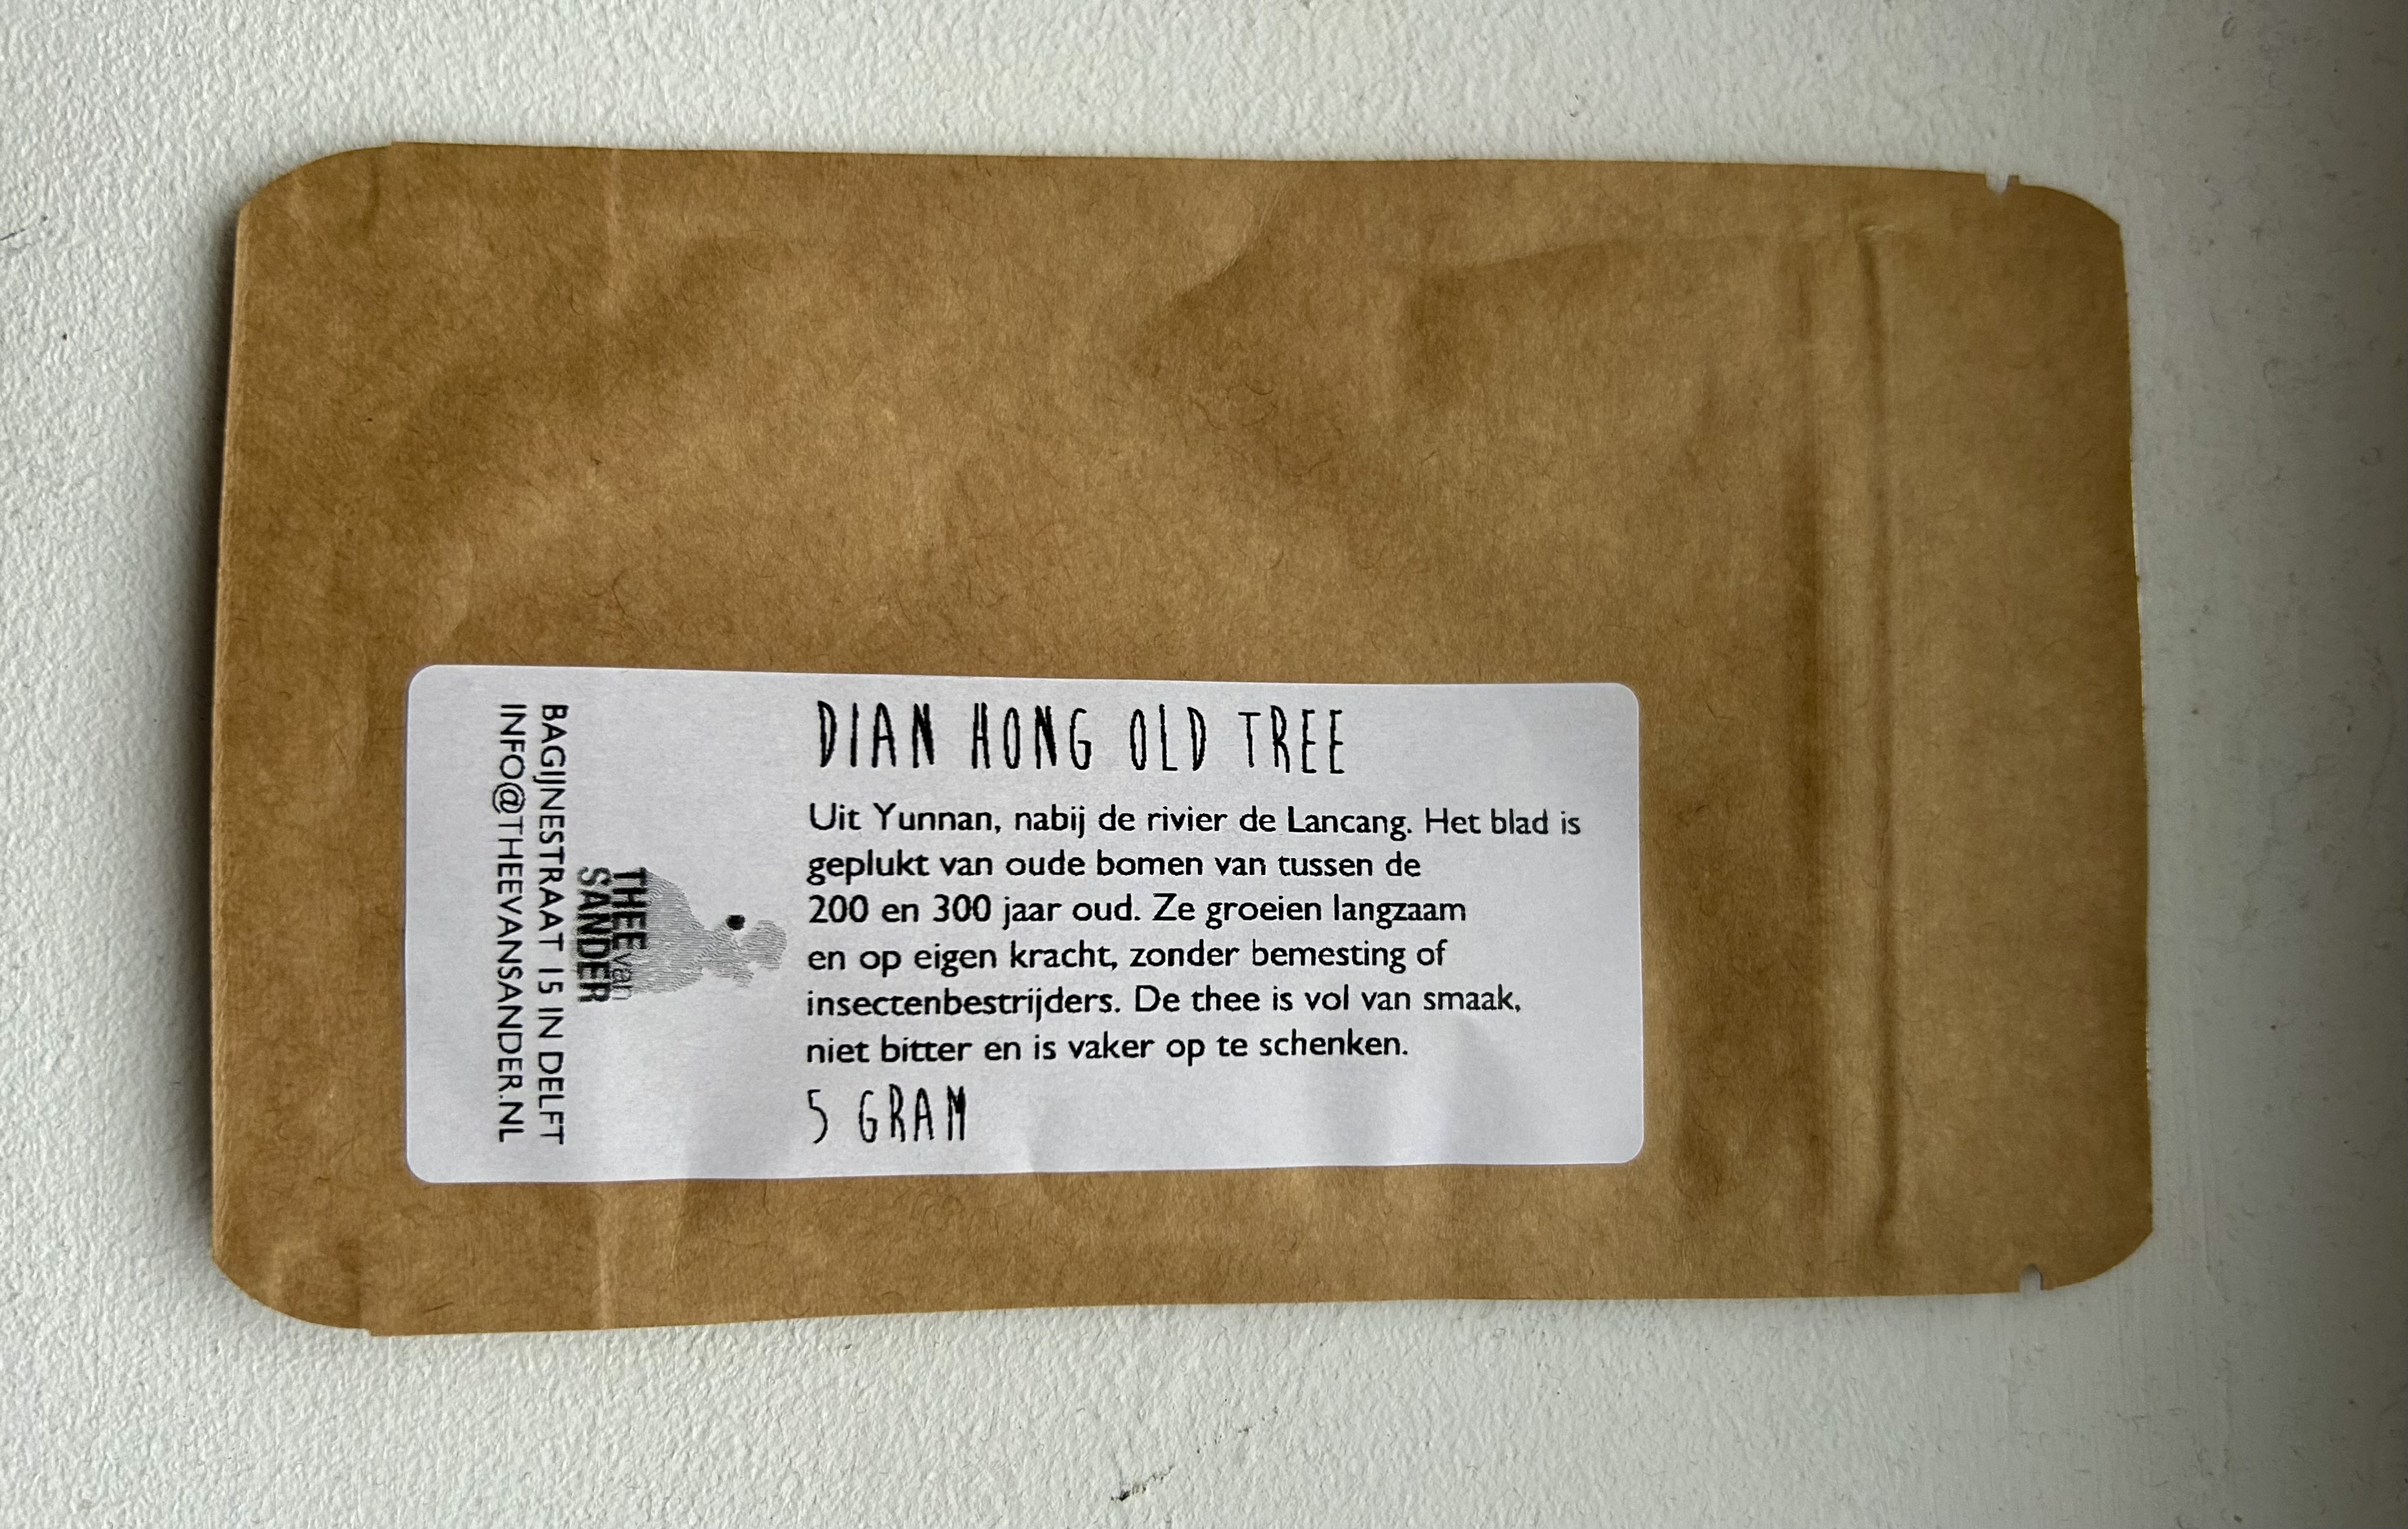 DIAN HONG OLD TREE
Uit Yunnan, nabij de rivier de Lancang. Het blad is
geplukt van oude bomen van tussen de
200 en 300 jaar oud. Ze groeien langzaam
en op eigen kracht, zonder bemesting of
insectenbestrijders. De thee is vol van smaak,
niet bitter en is vaker op te schenken.
5 GRAM
THEE van
SANDER
BAGIJNESTRAAT 15 IN DELFT
INFO@THEEVANSANDER.NL